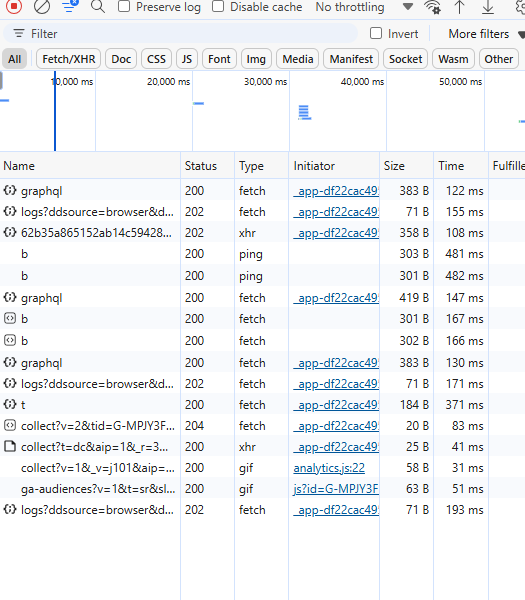 Preserve log Disable cache No throttling
Filter Invert More filters
All Fetch/XHR Doc CSS JS Font Img Media Manifest Socket Wasm Other
10,000 ms 20,000 ms 30,000 ms 40,000 ms 50,000 ms
Name Status Type Initiator Size Time Fulfille
graphql 200 fetch _app-df22cac49 383 B 122 ms
logs?ddsource=browser&d... 202 fetch _app-df22cac49 71 B 155 ms
62b35a865152ab14c59428... 202 xhr _app-df22cac49 358 B 108 ms
b 200 ping 303 B 481 ms
b 200 ping 301 B 482 ms
graphql 200 fetch _app-df22cac49 419 B 147 ms
b 200 fetch 301 B 167 ms
b 200 fetch 302 B 166 ms
graphql 200 fetch _app-df22cac49 383 B 130 ms
logs?ddsource=browser&d... 202 fetch _app-df22cac49 71 B 171 ms
t 200 fetch _app-df22cac49 184 B 371 ms
collect?v=2&tid=G-MPJY3F... 204 fetch _app-df22cac49 20 B 83 ms
collect?t=dc&aip=1&_r=3... 200 xhr _app-df22cac49 25 B 41 ms
collect?v=1&_v=j101&aip=... 200 gif analytics.js:22 58 B 31 ms
ga-audiences?v=1&t=sr&sl... 200 gif js?id=G-MPJY3F 63 B 51 ms
logs?ddsource=browser&d... 202 fetch _app-df22cac49 71 B 193 ms